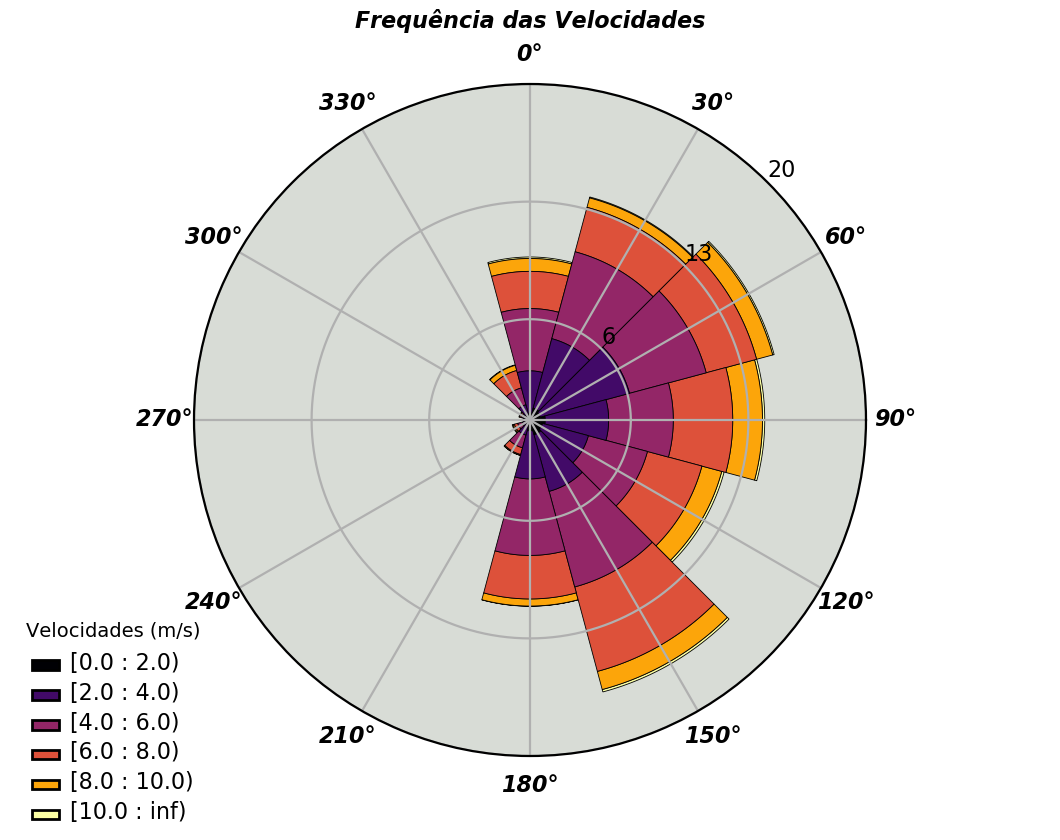 Frequência das Velocidades
0°
330°
30°
20
300°
60°
13
6
270°
90°
240°
120°
210°
150°
180°
Velocidades (m/s)
[0.0 : 2.0)
[2.0 : 4.0)
[4.0 : 6.0)
[6.0 : 8.0)
[8.0 : 10.0)
[10.0 : inf)